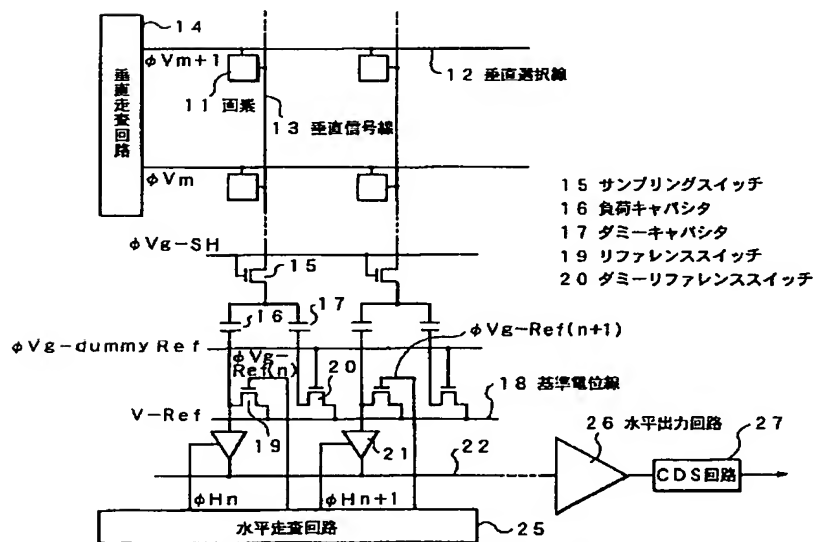 14
垂直走査回路
φVm+1
12 垂直選択線
11 画素
13 垂直信号線
φVm
15 サンプリングスイッチ
16 負荷キャパシタ
17 ダミーキャパシタ
19 リファレンススイッチ
20 ダミーリファレンススイッチ
φVg-SH
15
16
17
φVg-Ref(n+1)
φVg-dummy Ref
φVg-
Ref(n)
20
18 基準電位線
V-Ref
19
21
22
26 水平出力回路
27
CDS回路
φHn
φHn+1
水平走査回路
25